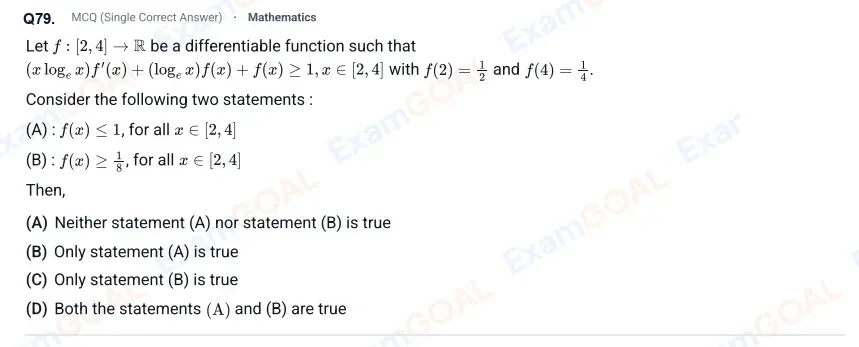 Q79. MCQ (Single Correct Answer) · Mathematics
Let f : [2, 4] → ℝ be a differentiable function such that
(x logₑ x)f′(x) + (logₑ x)f(x) + f(x) ≥ 1, x ∈ [2, 4] with f(2) = 1/2 and f(4) = 1/4.
Consider the following two statements :
(A) : f(x) ≤ 1, for all x ∈ [2, 4]
(B) : f(x) ≥ 1/8, for all x ∈ [2, 4]
Then,
(A) Neither statement (A) nor statement (B) is true
(B) Only statement (A) is true
(C) Only statement (B) is true
(D) Both the statements (A) and (B) are true
ExamGOAL